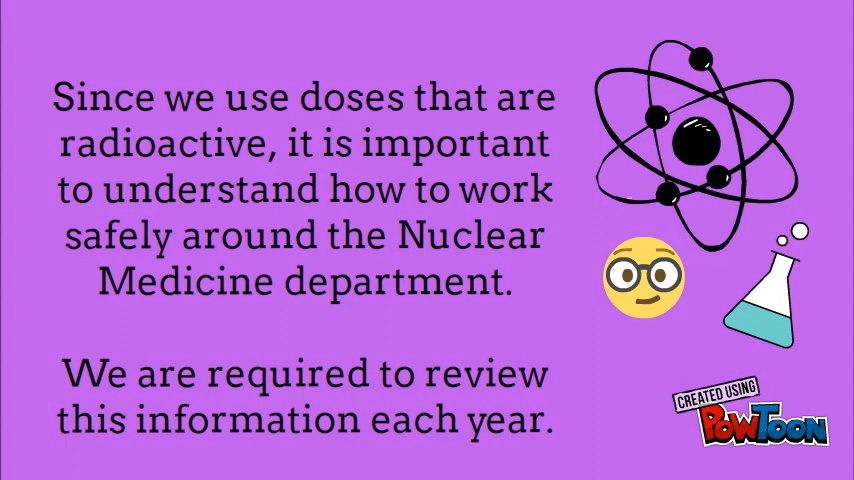 Since we use doses that are
radioactive, it is important
to understand how to work
safely around the Nuclear
Medicine department.
We are required to review
this information each year.
CREATED USING
POWTOON